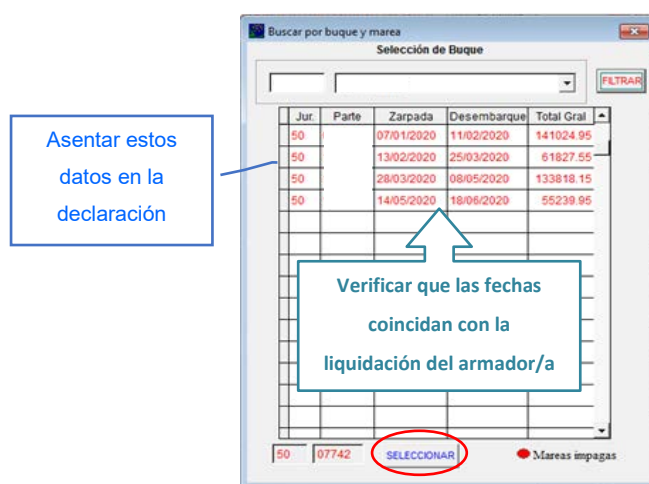 Buscar por buque y marea
Selección de Buque
FILTRAR
Jur. Parte Zarpada Desembarque Total Gral
50 07/01/2020 11/02/2020 141024.95
50 13/02/2020 25/03/2020 61827.55
50 28/03/2020 08/05/2020 133818.15
50 14/05/2020 18/06/2020 55239.95
Asentar estos
datos en la
declaración
Verificar que las fechas
coincidan con la
liquidación del armador/a
50 07742 SELECCIONAR Mareas impagas